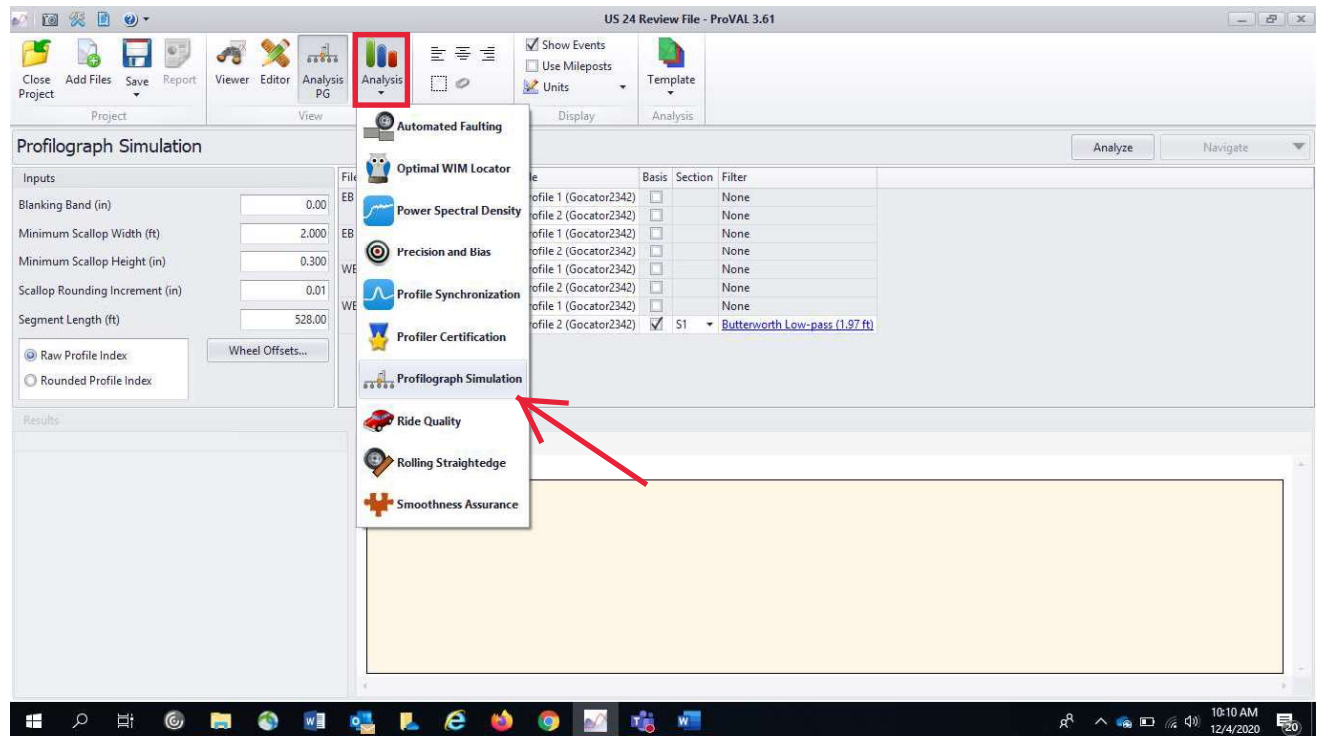 US 24 Review File - ProVAL 3.61
Close Project
Add Files
Save
Report
Viewer
Editor
Analysis PG
Analysis
Show Events
Use Mileposts
Units
Template
Project
View
Display
Analysis
Profilograph Simulation
Analyze
Navigate
Inputs
Blanking Band (in) 0.00
Minimum Scallop Width (ft) 2.000
Minimum Scallop Height (in) 0.300
Scallop Rounding Increment (in) 0.01
Segment Length (ft) 528.00
Raw Profile Index
Rounded Profile Index
Wheel Offsets...
Automated Faulting
Optimal WIM Locator
Power Spectral Density
Precision and Bias
Profile Synchronization
Profiler Certification
Profilograph Simulation
Ride Quality
Rolling Straightedge
Smoothness Assurance
Basis Section Filter
EB ofile 1 (Gocator2342) None
ofile 2 (Gocator2342) None
EB ofile 1 (Gocator2342) None
ofile 2 (Gocator2342) None
WE ofile 1 (Gocator2342) None
ofile 2 (Gocator2342) None
WE ofile 1 (Gocator2342) None
ofile 2 (Gocator2342) S1 Butterworth Low-pass (1.97 ft)
Results
10:10 AM
12/4/2020
20